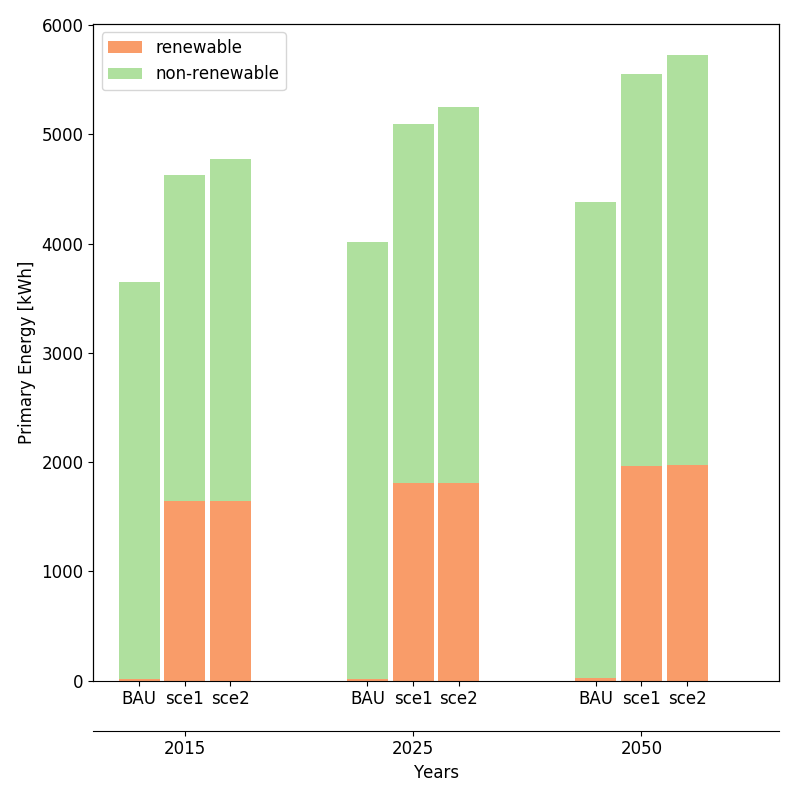 renewable
non-renewable
6000
5000
4000
3000
2000
1000
0
Primary Energy [kWh]
BAU sce1 sce2 BAU sce1 sce2 BAU sce1 sce2
2015 2025 2050
Years